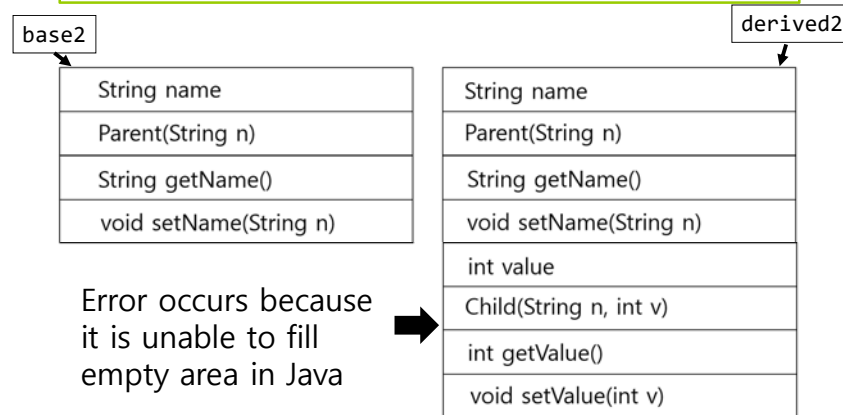 base2
derived2
String name
Parent(String n)
String getName()
void setName(String n)
String name
Parent(String n)
String getName()
void setName(String n)
int value
Child(String n, int v)
int getValue()
void setValue(int v)
Error occurs because
it is unable to fill
empty area in Java